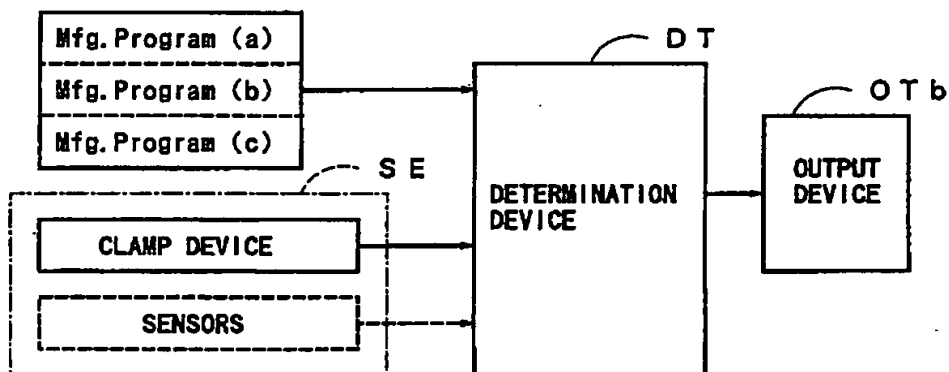 Mfg.Program (a)
Mfg.Program (b)
Mfg.Program (c)
DT
OTb
SE
CLAMP DEVICE
SENSORS
DETERMINATION
DEVICE
OUTPUT
DEVICE